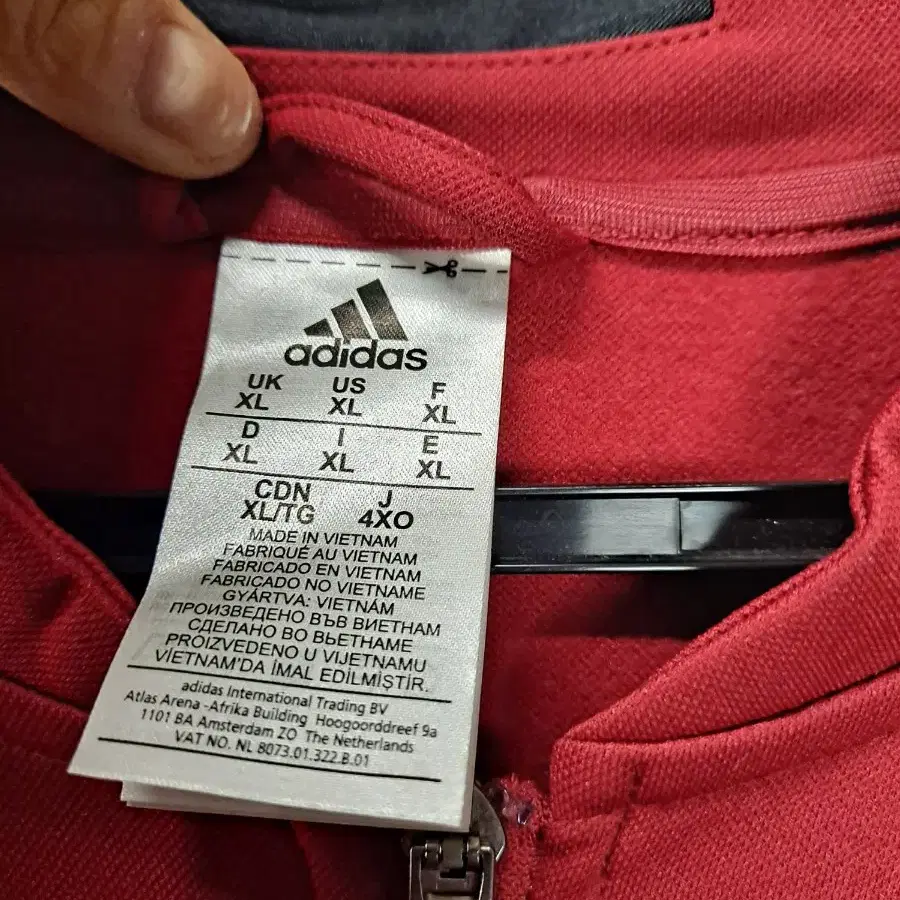 adidas
UK US F
XL XL XL
D I E
XL XL XL
CDN J
XL/TG 4XO
MADE IN VIETNAM
FABRIQUÉ AU VIETNAM
FABRICADO EN VIETNAM
FABRICADO NO VIETNAME
GYÁRTVA: VIETNÁM
ПРОИЗВЕДЕНО ВЪВ ВИЕТНАМ
СДЕЛАНО ВО ВЬЕТНАМЕ
PROIZVEDENO U VIJETNAMU
VİETNAM'DA İMAL EDİLMİŞTİR.
adidas International Trading BV
Atlas Arena -Afrika Building Hoogoorddreef 9a
1101 BA Amsterdam ZO The Netherlands
VAT NO. NL 8073.01.322.B.01